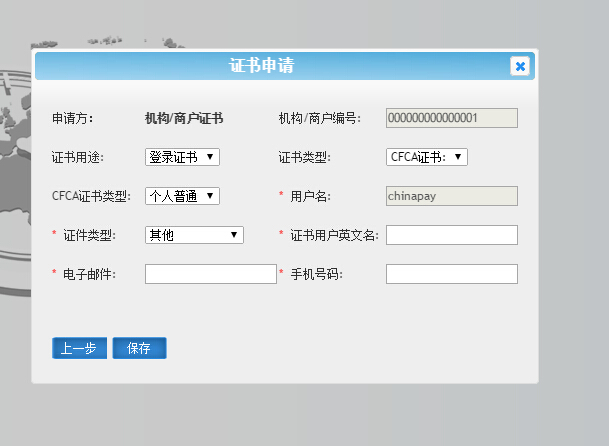 证书申请
申请方： 机构/商户证书 机构/商户编号: 000000000000001
证书用途: 登录证书 证书类型: CFCA证书:
CFCA证书类型: 个人普通 * 用户名: chinapay
* 证件类型: 其他 * 证书用户英文名:
* 电子邮件: * 手机号码:
上一步 保存